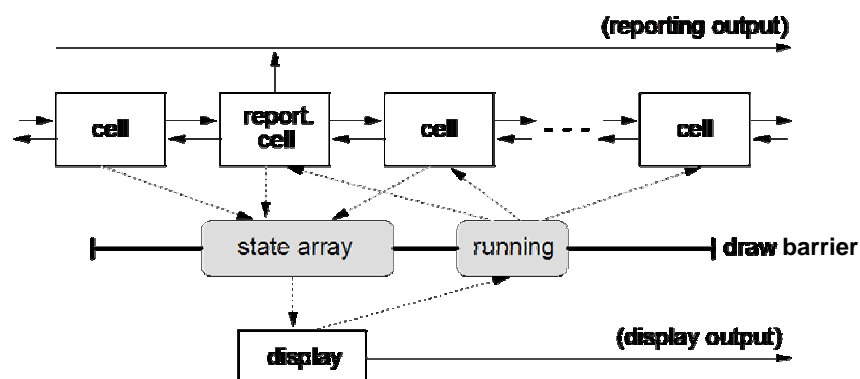 (reporting output)
cell
report.
cell
cell
- - -
cell
state array
running
draw barrier
display
(display output)